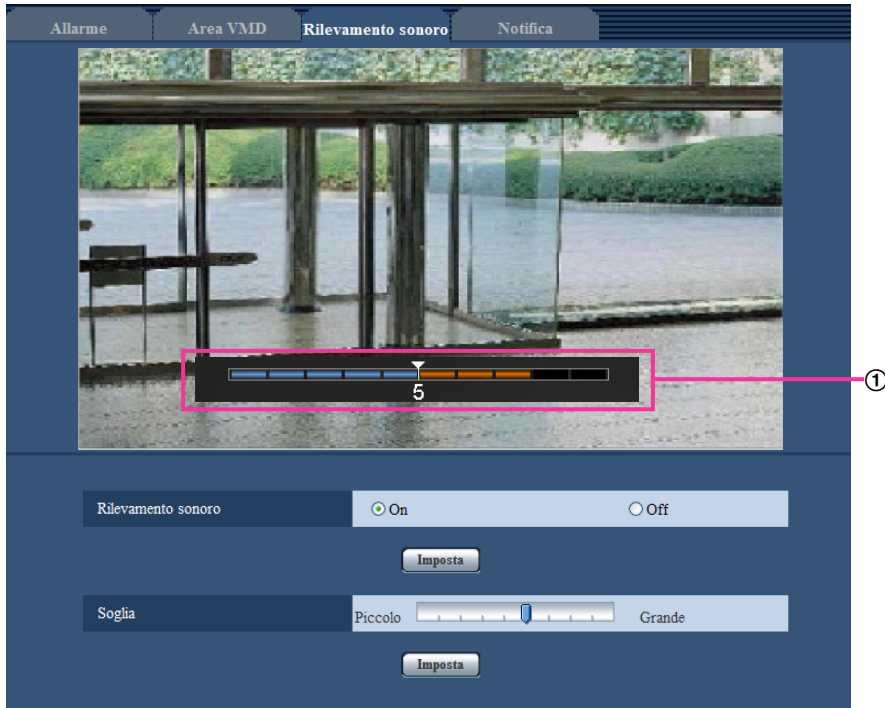 Allarme Area VMD Rilevamento sonoro Notifica
5
①
Rilevamento sonoro On Off
Imposta
Soglia Piccolo Grande
Imposta